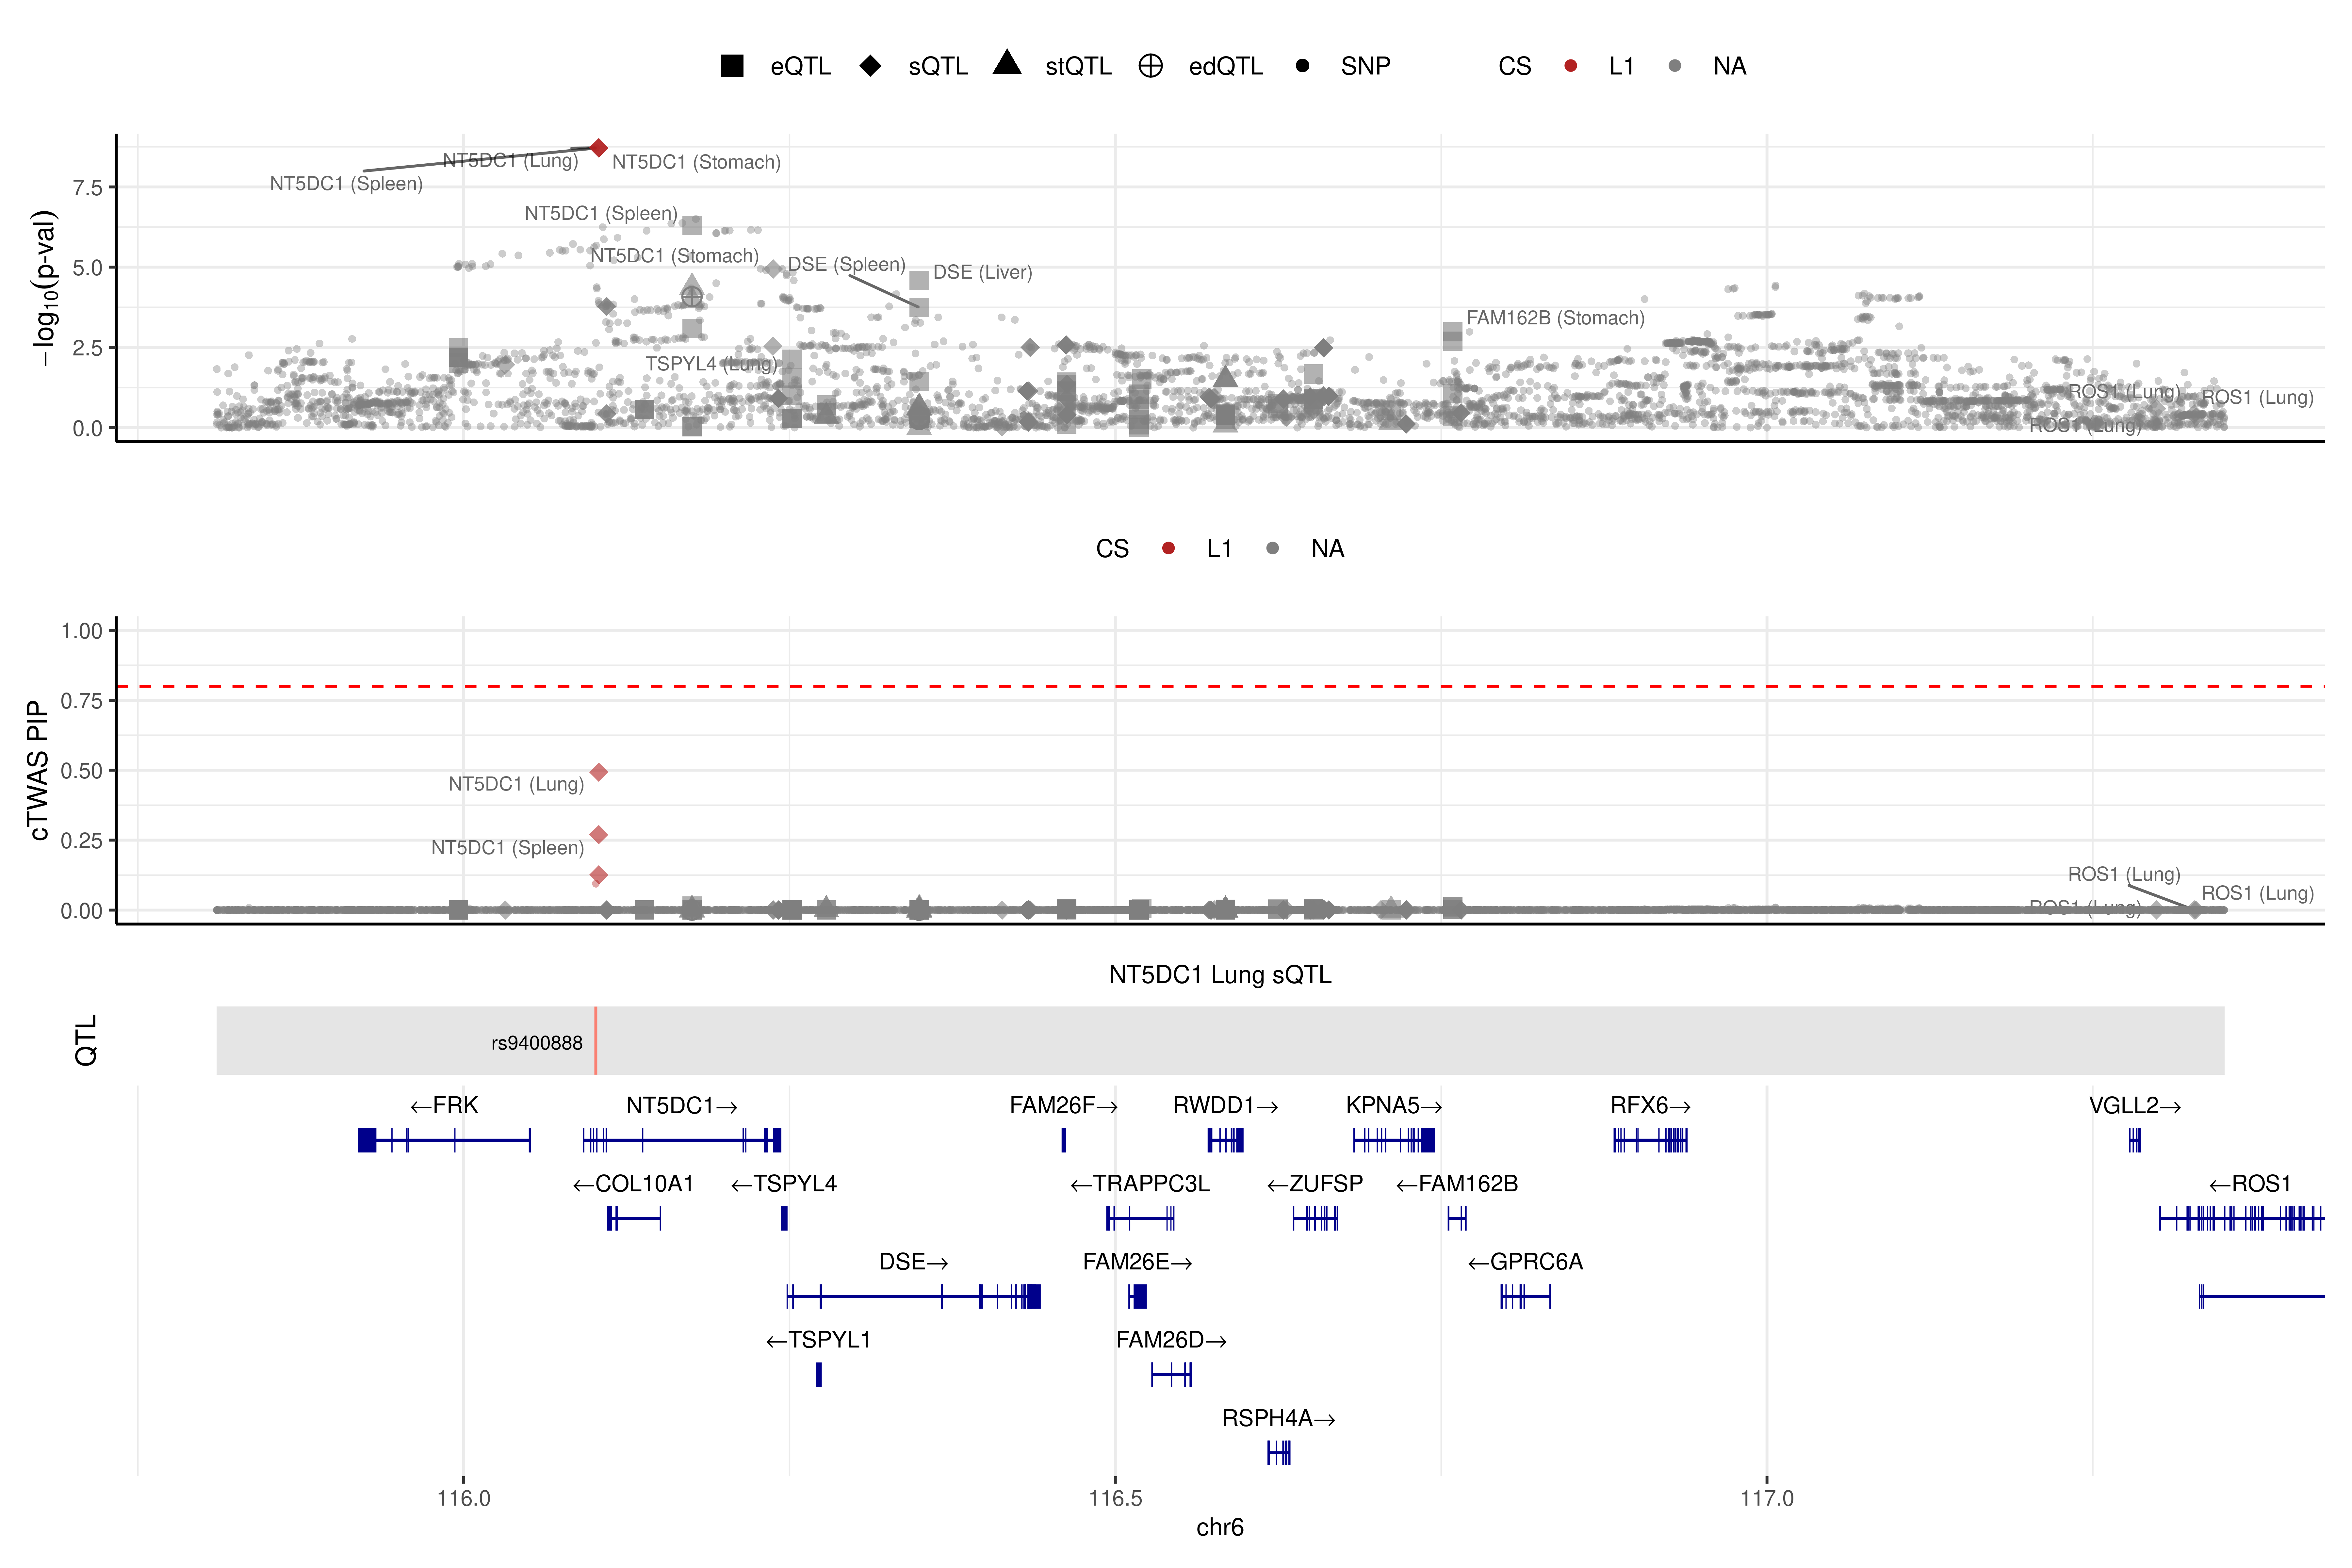 eQTL sQTL stQTL edQTL SNP CS L1 NA
NT5DC1 (Lung)
NT5DC1 (Stomach)
NT5DC1 (Spleen)
NT5DC1 (Spleen)
NT5DC1 (Stomach)
DSE (Spleen)
DSE (Liver)
FAM162B (Stomach)
TSPYL4 (Lung)
ROS1 (Lung)
ROS1 (Lung)
ROS1 (Lung)
7.5
5.0
2.5
0.0
−log10(p-val)
CS L1 NA
1.00
0.75
0.50
0.25
0.00
cTWAS PIP
NT5DC1 (Lung)
NT5DC1 (Spleen)
ROS1 (Lung)
ROS1 (Lung)
ROS1 (Lung)
NT5DC1 Lung sQTL
QTL
rs9400888
←FRK NT5DC1→ FAM26F→ RWDD1→ KPNA5→ RFX6→ VGLL2→
←COL10A1 ←TSPYL4 ←TRAPPC3L ←ZUFSP ←FAM162B ←ROS1
DSE→ FAM26E→ ←GPRC6A
←TSPYL1 FAM26D→
RSPH4A→
116.0 116.5 117.0
chr6